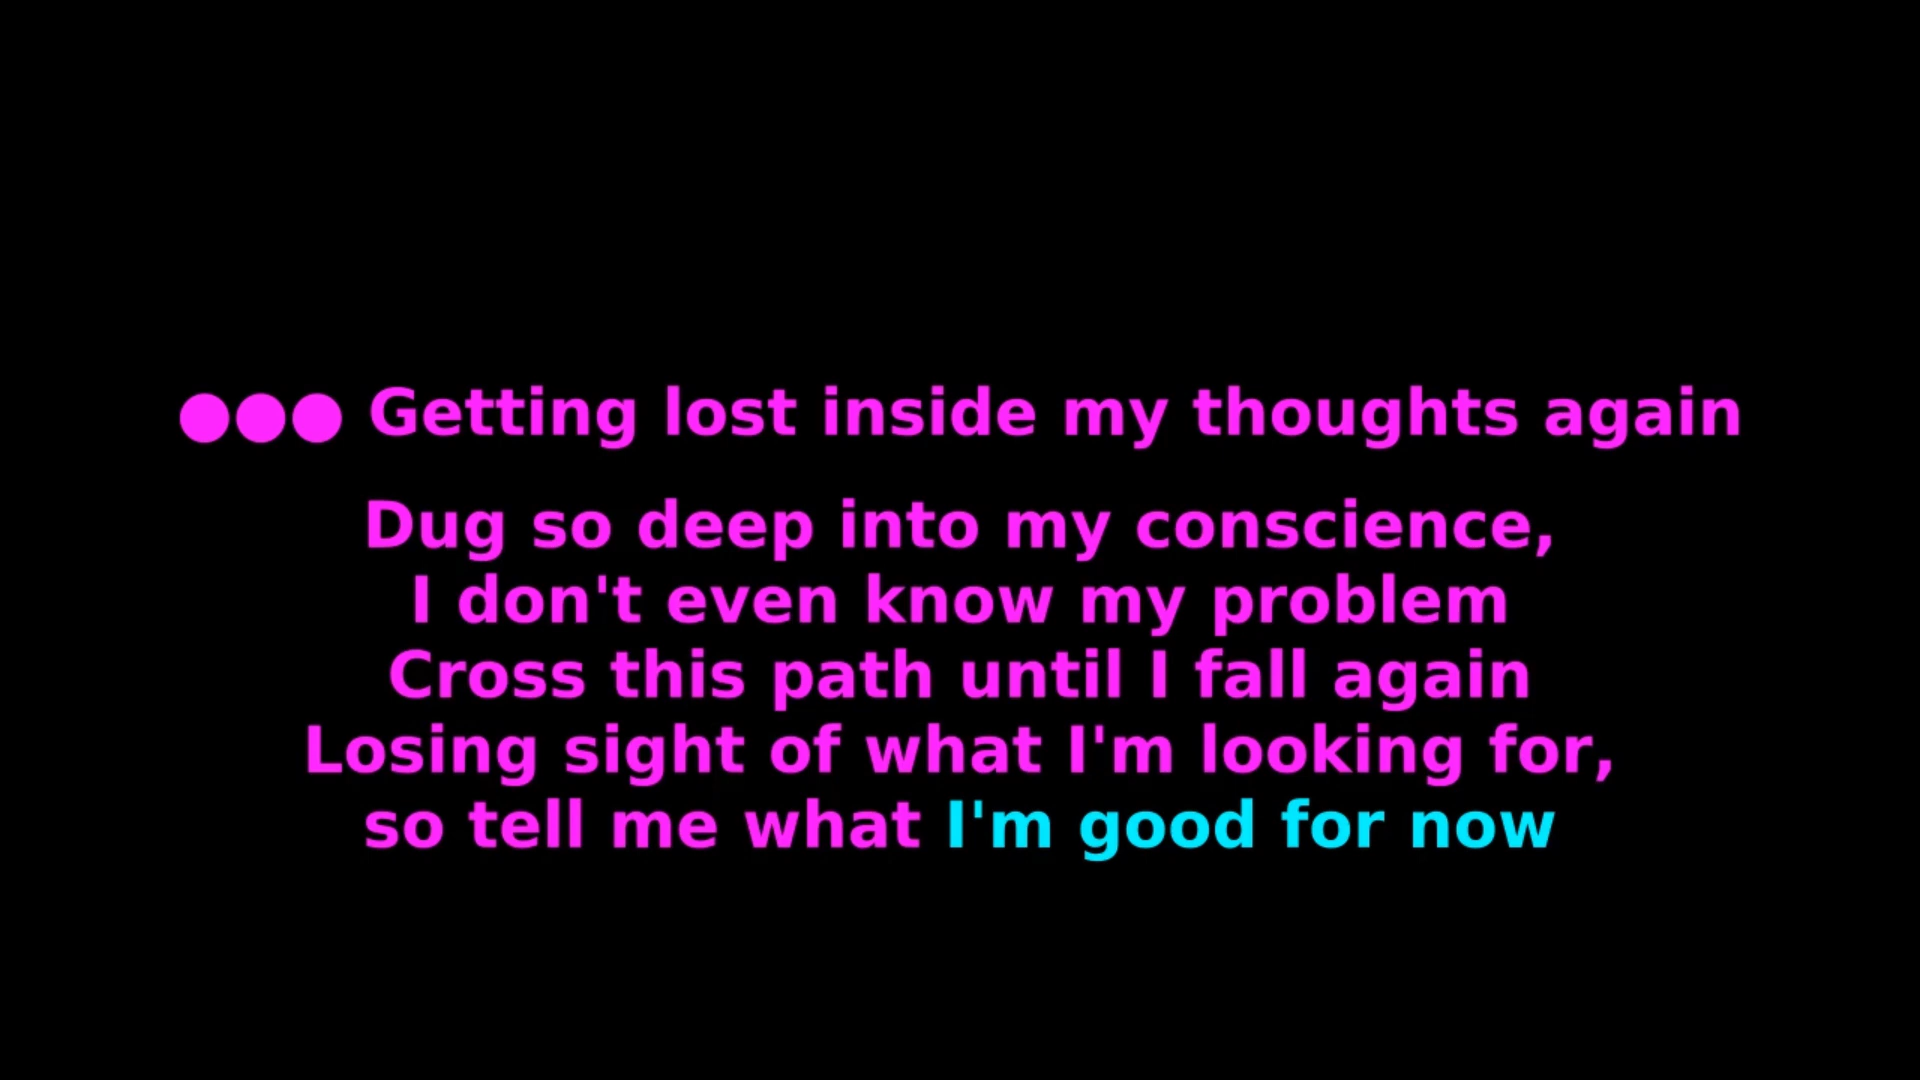 ●●● Getting lost inside my thoughts again
Dug so deep into my conscience,
I don't even know my problem
Cross this path until I fall again
Losing sight of what I'm looking for,
so tell me what I'm good for now